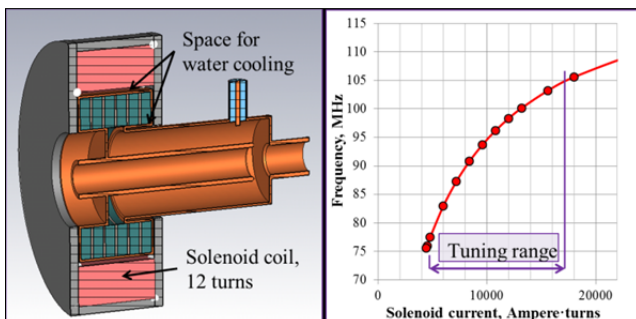 Space for
water cooling
Solenoid coil,
12 turns
Frequency, MHz
115
110
105
100
95
90
85
80
75
70
Tuning range
0
10000
20000
Solenoid current, Ampere·turns